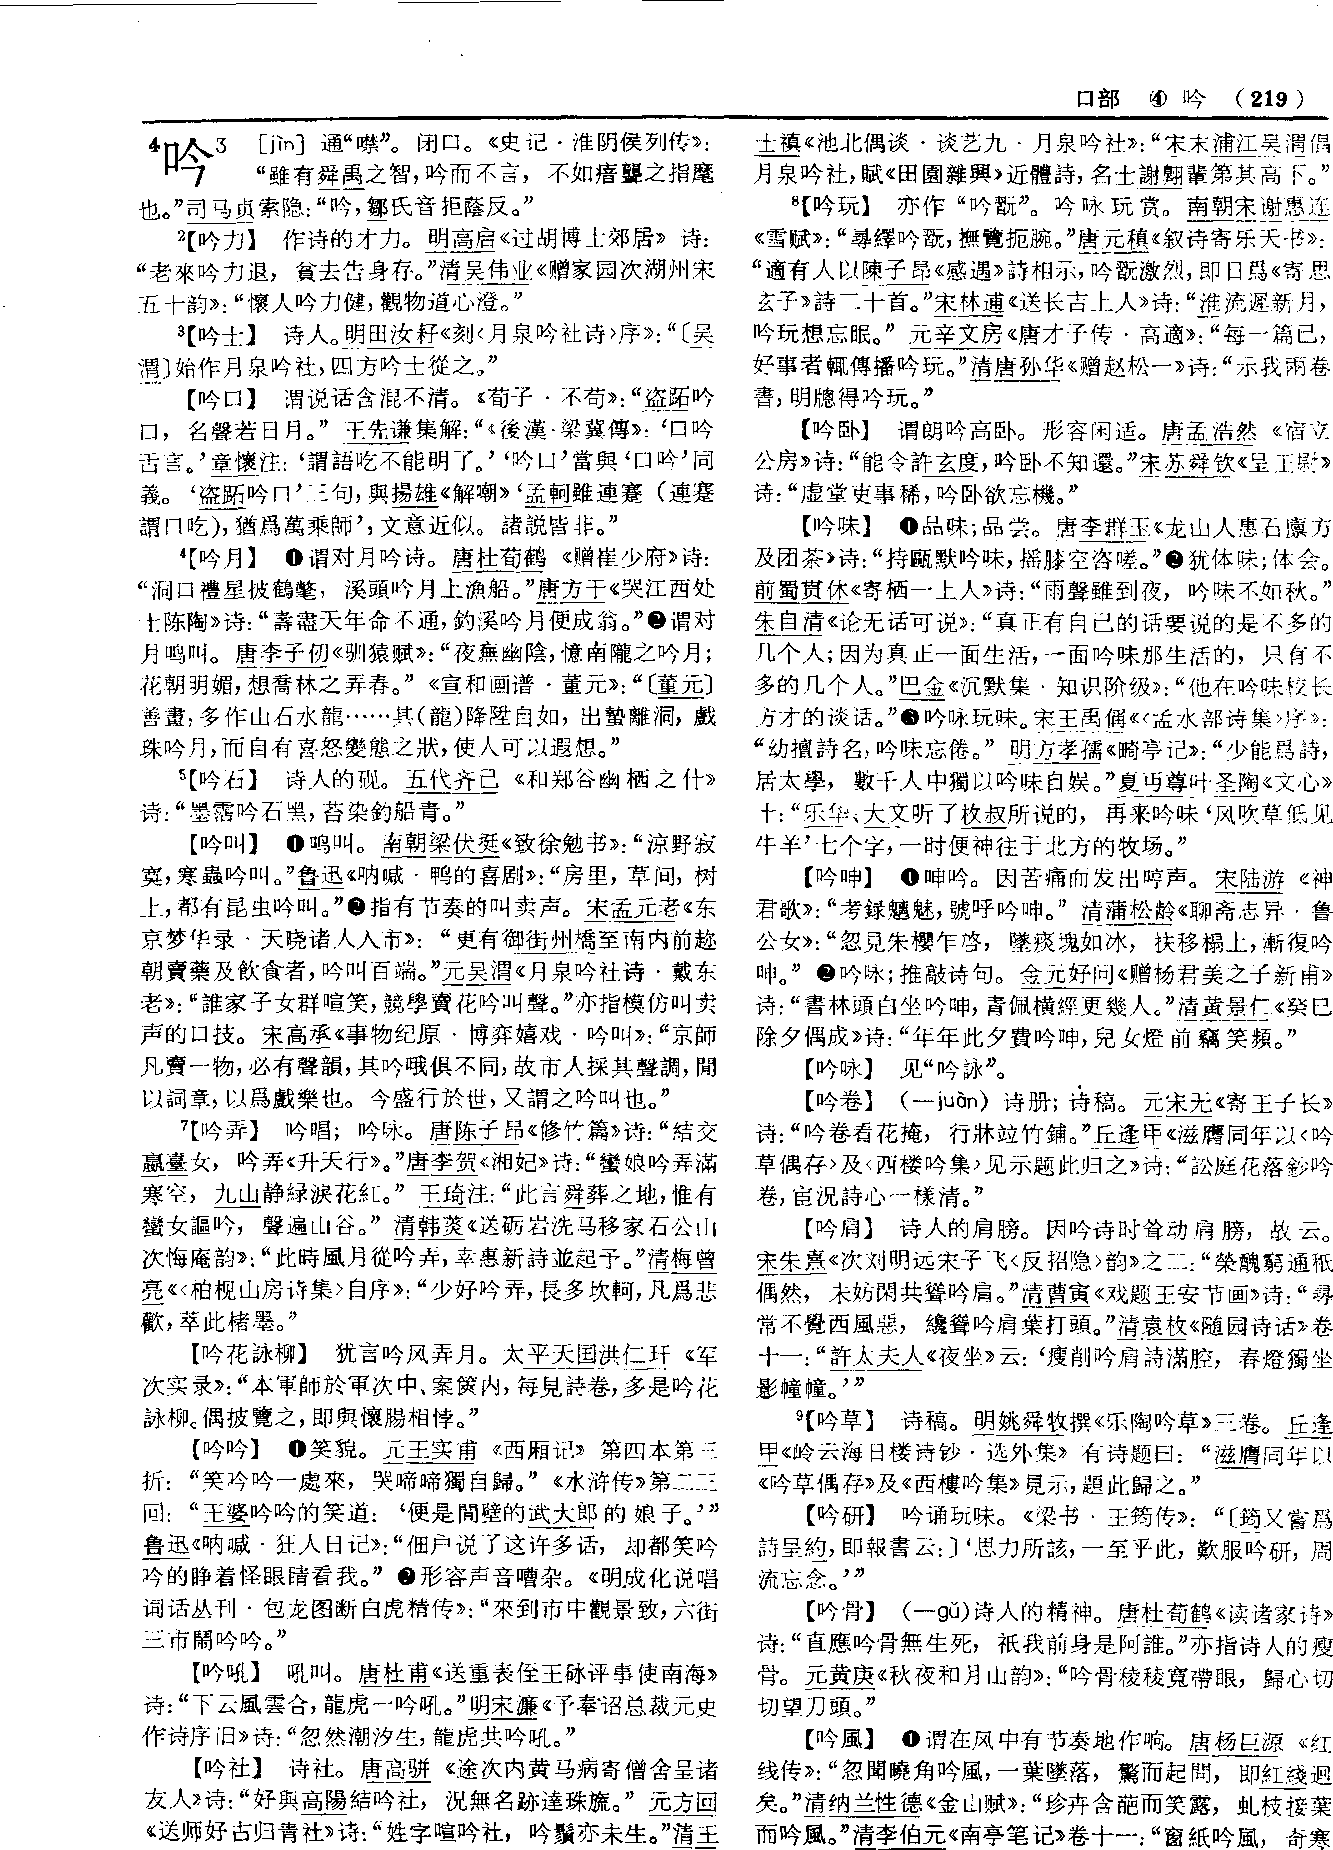 口部 ④ 吟 (219)
⁴吟³ [jìn] 通“噤”。闭口。《史记·淮阴侯列传》：
“雖有舜禹之智，吟而不言，不如瘖聾之指麾
也。”司马贞索隐：“吟，鄒氏音拒蔭反。”
²【吟力】 作诗的才力。明高启《过胡博士郊居》诗：
“老來吟力退，貧去告身存。”清吴伟业《赠家园次湖州宋
五十韵》：“懷人吟力健，觀物道心澄。”
³【吟士】 诗人。明田汝耔《刻〈月泉吟社诗〉序》：“〔吴
渭〕始作月泉吟社，四方吟士從之。”
【吟口】 谓说话含混不清。《荀子·不苟》：“盗跖吟
口，名聲若日月。” 王先谦集解：“《後漢·梁冀傳》：‘口吟
舌言。’章懷注：‘謂語吃不能明了。’‘吟口’當與‘口吟’同
義。‘盗跖吟口’三句，與揚雄《解嘲》‘孟軻雖連蹇（連蹇
謂口吃），猶爲萬乘師’，文意近似。諸説皆非。”
⁴【吟月】 ❶谓对月吟诗。唐杜荀鹤《赠崔少府》诗：
“洞口禮星披鶴氅，溪頭吟月上漁船。”唐方干《哭江西处
士陈陶》诗：“壽盡天年命不通，釣溪吟月便成翁。”❷谓对
月鸣叫。唐李子仞《驯猿赋》：“夜無幽陰，憶南隴之吟月；
花朝明媚，想喬林之弄春。”《宣和画谱·董元》：“〔董元〕
善畫，多作山石水龍……其（龍）降陞自如，出蟄離洞，戲
珠吟月，而自有喜怒變態之狀，使人可以遐想。”
⁵【吟石】 诗人的砚。五代齐己《和郑谷幽栖之什》
诗：“墨霑吟石黑，苔染釣船青。”
【吟叫】 ❶鸣叫。南朝梁伏挺《致徐勉书》：“涼野寂
寞，寒蟲吟叫。”鲁迅《呐喊·鸭的喜剧》：“房里，草间，树
上，都有昆虫吟叫。”❷指有节奏的叫卖声。宋孟元老《东
京梦华录·天晓诸人入市》：“更有御街州橋至南内前趁
朝賣藥及飲食者，吟叫百端。”元吴渭《月泉吟社诗·戴东
老》：“誰家子女群喧笑，競學賣花吟叫聲。”亦指模仿叫卖
声的口技。宋高承《事物纪原·博弈嬉戏·吟叫》：“京師
凡賣一物，必有聲韻，其吟哦俱不同，故市人採其聲調，間
以詞章，以爲戲樂也。今盛行於世，又謂之吟叫也。”
⁷【吟弄】 吟唱；吟咏。唐陈子昂《修竹篇》诗：“結交
嬴臺女，吟弄《升天行》。”唐李贺《湘妃》诗：“蠻娘吟弄滿
寒空，九山静緑淚花紅。”王琦注：“此言舜葬之地，惟有
蠻女謳吟，聲遍山谷。”清韩菼《送砺岩洗马移家石公山
次悔庵韵》：“此時風月從吟弄，幸惠新詩並起予。”清梅曾
亮《〈柏枧山房诗集〉自序》：“少好吟弄，長多坎軻，凡爲悲
歡，萃此楮墨。”
【吟花詠柳】 犹言吟风弄月。太平天国洪仁玕《军
次实录》：“本軍師於軍次中、案篋内，每見詩卷，多是吟花
詠柳。偶披覽之，即與懷腸相悖。”
【吟吟】 ❶笑貌。元王实甫《西厢记》第四本第三
折：“笑吟吟一處來，哭啼啼獨自歸。”《水浒传》第二三
回：“王婆吟吟的笑道：‘便是間壁的武大郎的娘子。’”
鲁迅《呐喊·狂人日记》：“佃户说了这许多话，却都笑吟
吟的睁着怪眼睛看我。”❷形容声音嘈杂。《明成化说唱
词话丛刊·包龙图断白虎精传》：“來到市中觀景致，六街
三市鬧吟吟。”
【吟吼】 吼叫。唐杜甫《送重表侄王砅评事使南海》
诗：“下云風雲合，龍虎一吟吼。”明宋濂《予奉诏总裁元史
作诗序旧》诗：“忽然潮汐生，龍虎共吟吼。”
【吟社】 诗社。唐高骈《途次内黄马病寄僧舍呈诸
友人》诗：“好與高陽結吟社，況無名跡達珠旒。”元方回
《送师好古归青社》诗：“姓字喧吟社，吟鬚亦未生。”清王
士禛《池北偶谈·谈艺九·月泉吟社》：“宋末浦江吴渭倡
月泉吟社，賦《田園雜興》近體詩，名士謝翱輩第其高下。”
⁸【吟玩】 亦作“吟翫”。吟咏玩赏。南朝宋谢惠连
《雪赋》：“尋繹吟翫，撫覽扼腕。”唐元稹《叙诗寄乐天书》：
“適有人以陳子昂《感遇》詩相示，吟翫激烈，即日爲《寄思
玄子》詩二十首。”宋林逋《送长吉上人》诗：“淮流遲新月，
吟玩想忘眠。”元辛文房《唐才子传·高適》：“每一篇已，
好事者輒傳播吟玩。”清唐孙华《赠赵松一》诗：“示我兩卷
書，明牕得吟玩。”
【吟卧】 谓朗吟高卧。形容闲适。唐孟浩然《宿立
公房》诗：“能令許玄度，吟卧不知還。”宋苏舜钦《呈王尉》
诗：“虚堂吏事稀，吟卧欲忘機。”
【吟味】 ❶品味；品尝。唐李群玉《龙山人惠石廪方
及团茶》诗：“持甌默吟味，摇膝空咨嗟。”❷犹体味；体会。
前蜀贯休《寄栖一上人》诗：“雨聲雖到夜，吟味不如秋。”
朱自清《论无话可说》：“真正有自己的话要说的是不多的
几个人；因为真正一面生活，一面吟味那生活的，只有不
多的几个人。”巴金《沉默集·知识阶级》：“他在吟味校长
方才的谈话。”❸吟咏玩味。宋王禹偁《〈孟水部诗集〉序》：
“幼擅詩名，吟味忘倦。”明方孝孺《畸亭记》：“少能爲詩，
居太學，數千人中獨以吟味自娱。”夏丏尊叶圣陶《文心》
十：“乐华、大文听了枚叔所说的，再来吟味‘风吹草低见
牛羊’七个字，一时便神往于北方的牧场。”
【吟呻】 ❶呻吟。因苦痛而发出哼声。宋陆游《神
君歌》：“考録魑魅，號呼吟呻。”清蒲松龄《聊斋志异·鲁
公女》：“忽見朱櫻乍啓，墜痰塊如冰，扶移榻上，漸復吟
呻。”❷吟咏；推敲诗句。金元好问《赠杨君美之子新甫》
诗：“書林頭白坐吟呻，青佩横經更幾人。”清黄景仁《癸巳
除夕偶成》诗：“年年此夕費吟呻，兒女燈前竊笑頻。”
【吟咏】 见“吟詠”。
【吟卷】 （—juàn）诗册；诗稿。元宋无《寄王子长》
诗：“吟卷看花掩，行牀竝竹鋪。”丘逢甲《滋膺同年以〈吟
草偶存〉及〈西楼吟集〉见示题此归之》诗：“訟庭花落鈔吟
卷，宦況詩心一樣清。”
【吟肩】 诗人的肩膀。因吟诗时耸动肩膀，故云。
宋朱熹《次刘明远宋子飞〈反招隐〉韵》之二：“榮醜窮通秖
偶然，未妨閑共聳吟肩。”清曹寅《戏题王安节画》诗：“尋
常不覺西風惡，纔聳吟肩葉打頭。”清袁枚《随园诗话》卷
十一：“許太夫人《夜坐》云：‘瘦削吟肩詩滿腔，春燈獨坐
影幢幢。’”
⁹【吟草】 诗稿。明姚舜牧撰《乐陶吟草》三卷。丘逢
甲《岭云海日楼诗钞·选外集》有诗题曰：“滋膺同年以
《吟草偶存》及《西樓吟集》見示，題此歸之。”
【吟研】 吟诵玩味。《梁书·王筠传》：“〔筠又嘗爲
詩呈約，即報書云：〕‘思力所該，一至乎此，歎服吟研，周
流忘念。’”
【吟骨】 （—gǔ）诗人的精神。唐杜荀鹤《读诸家诗》
诗：“直應吟骨無生死，祇我前身是阿誰。”亦指诗人的瘦
骨。元黄庚《秋夜和月山韵》：“吟骨稜稜寬帶眼，歸心切
切望刀頭。”
【吟風】 ❶谓在风中有节奏地作响。唐杨巨源《红
线传》：“忽聞曉角吟風，一葉墜落，驚而起問，即紅綫迴
矣。”清纳兰性德《金山赋》：“珍卉含葩而笑露，虬枝接葉
而吟風。”清李伯元《南亭笔记》卷十一：“窗紙吟風，奇寒